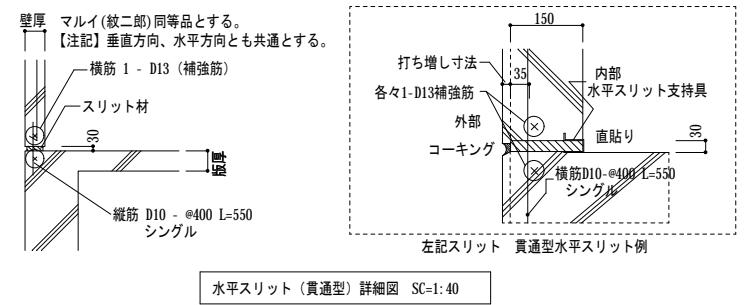 壁厚 マルイ(紋二郎)同等品とする。
【注記】垂直方向、水平方向とも共通とする。
横筋 1 - D13 (補強筋)
スリット材
30
版厚
縦筋 D10 - @400 L=550
シングル
150
打ち増し寸法
35
内部
水平スリット支持具
各々1-D13補強筋
外部
直貼り
30
コーキング
横筋D10-@400 L=550
シングル
左記スリット 貫通型水平スリット例
水平スリット (貫通型) 詳細図 SC=1:40